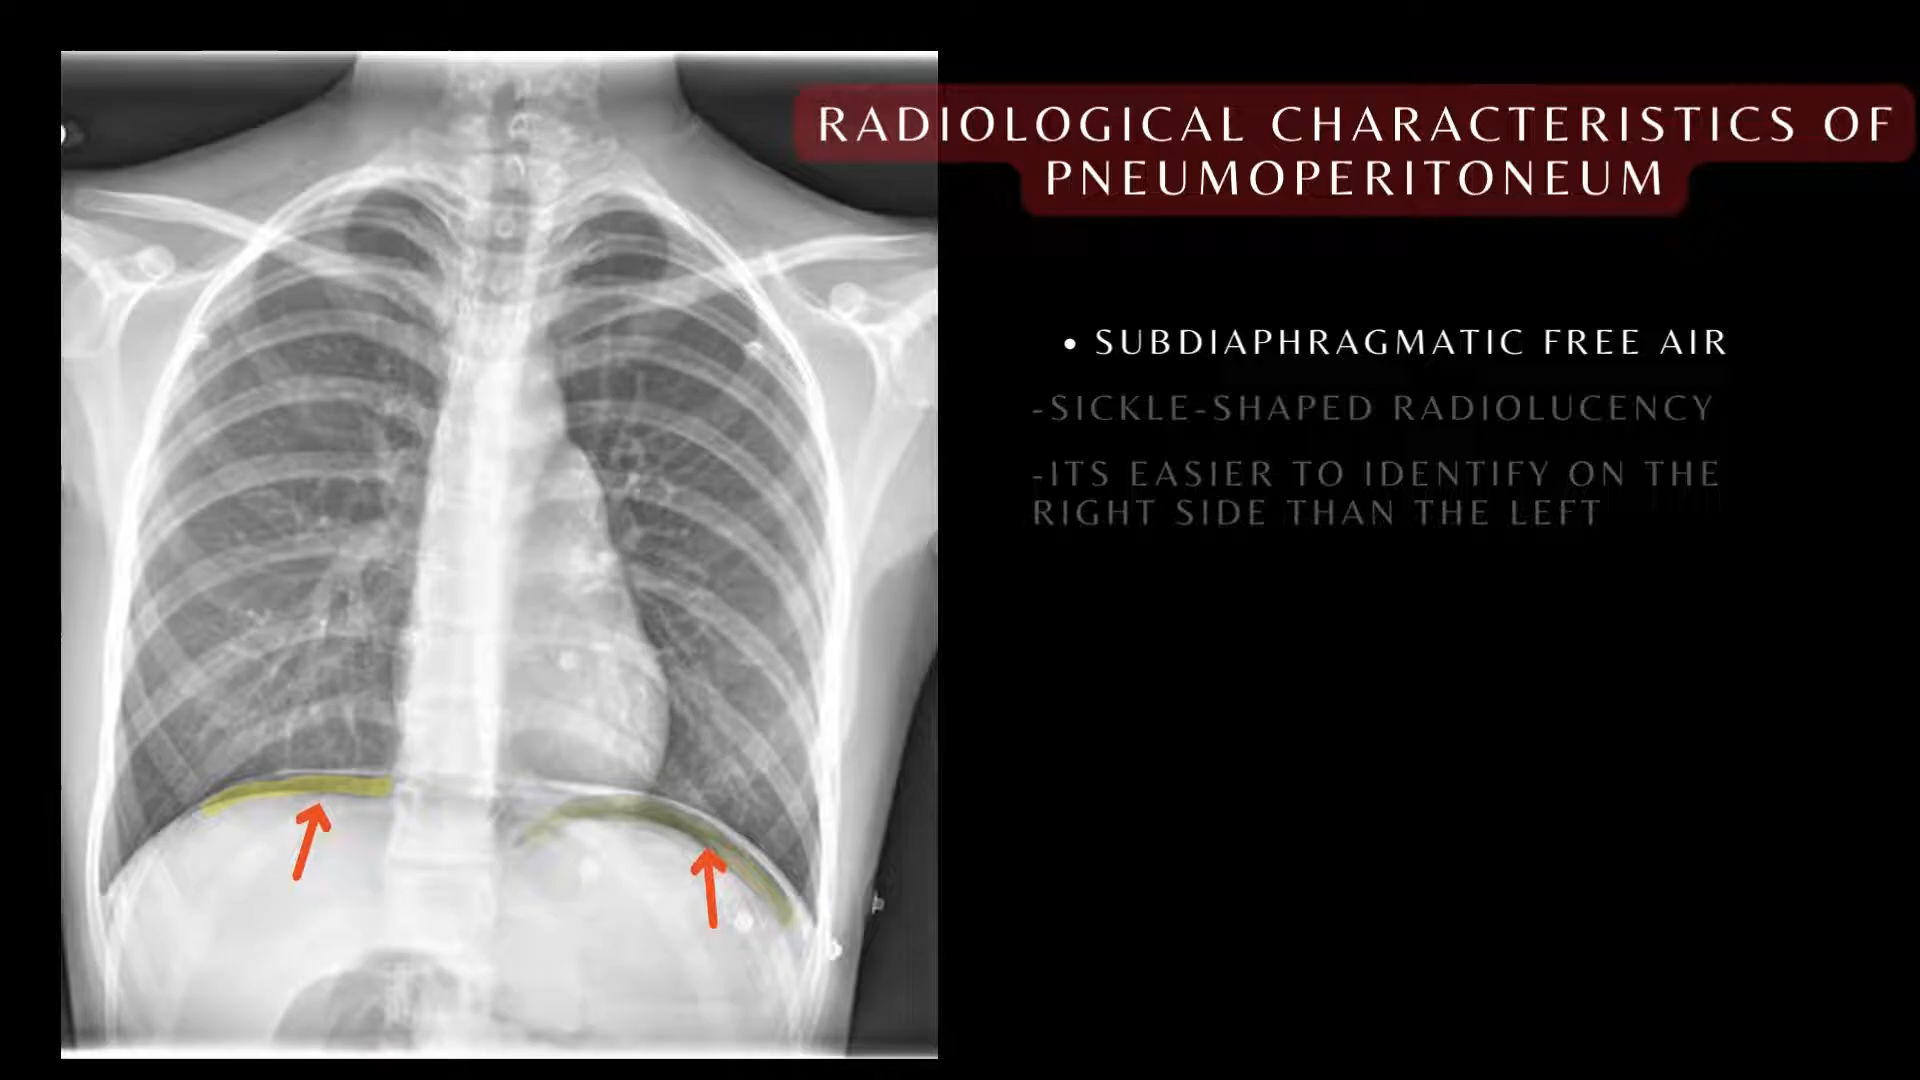 RADIOLOGICAL CHARACTERISTICS OF
PNEUMOPERITONEUM
• SUBDIAPHRAGMATIC FREE AIR
-SICKLE-SHAPED RADIOLUCENCY
-ITS EASIER TO IDENTIFY ON THE
RIGHT SIDE THAN THE LEFT